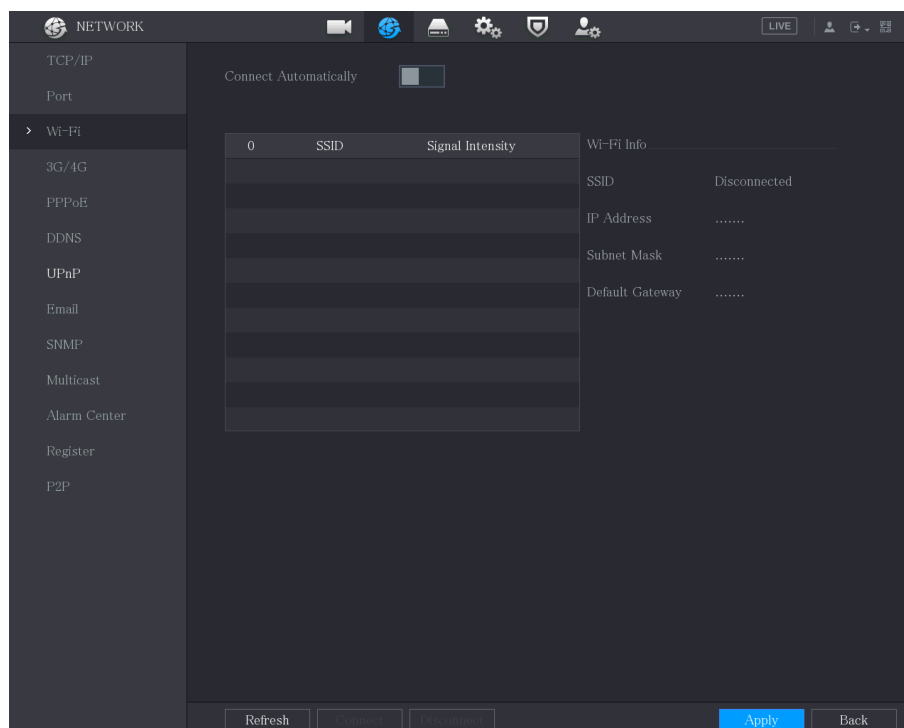 NETWORK
LIVE
TCP/IP
Port
Wi-Fi
3G/4G
PPPoE
DDNS
UPnP
Email
SNMP
Multicast
Alarm Center
Register
P2P
Connect Automatically
0 SSID Signal Intensity
Wi-Fi Info
SSID Disconnected
IP Address .......
Subnet Mask .......
Default Gateway .......
Refresh Connect Disconnect Apply Back